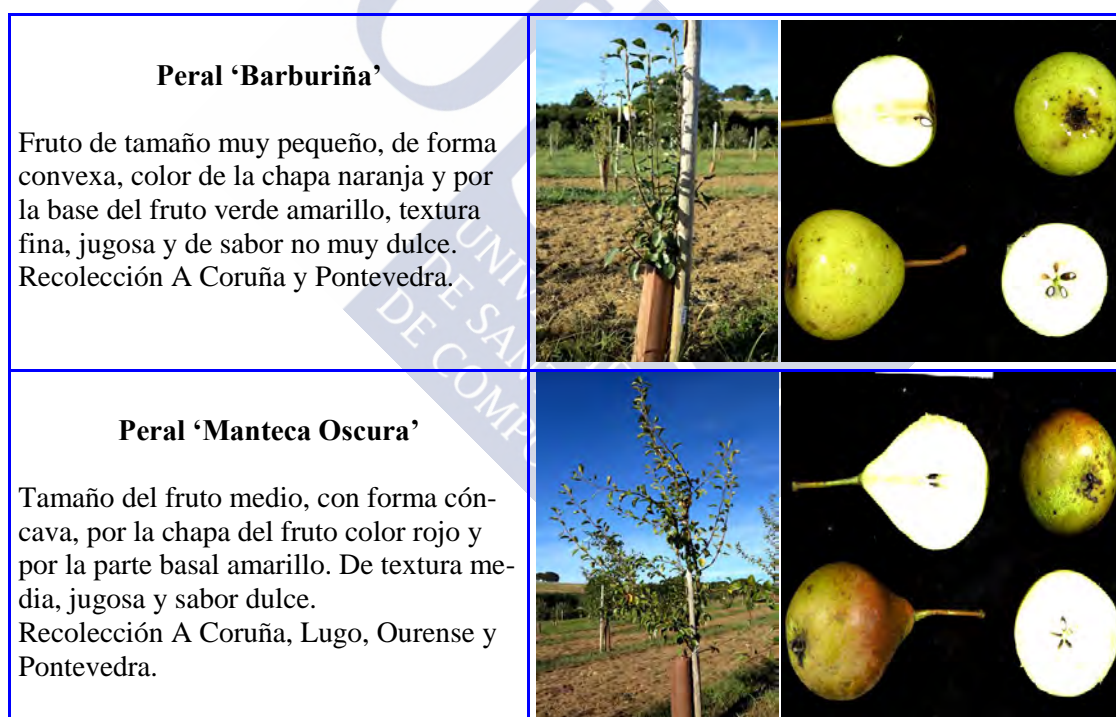 Peral ‘Barburiña’
Fruto de tamaño muy pequeño, de forma
convexa, color de la chapa naranja y por
la base del fruto verde amarillo, textura
fina, jugosa y de sabor no muy dulce.
Recolección A Coruña y Pontevedra.
Peral ‘Manteca Oscura’
Tamaño del fruto medio, con forma cón-
cava, por la chapa del fruto color rojo y
por la parte basal amarillo. De textura me-
dia, jugosa y sabor dulce.
Recolección A Coruña, Lugo, Ourense y
Pontevedra.